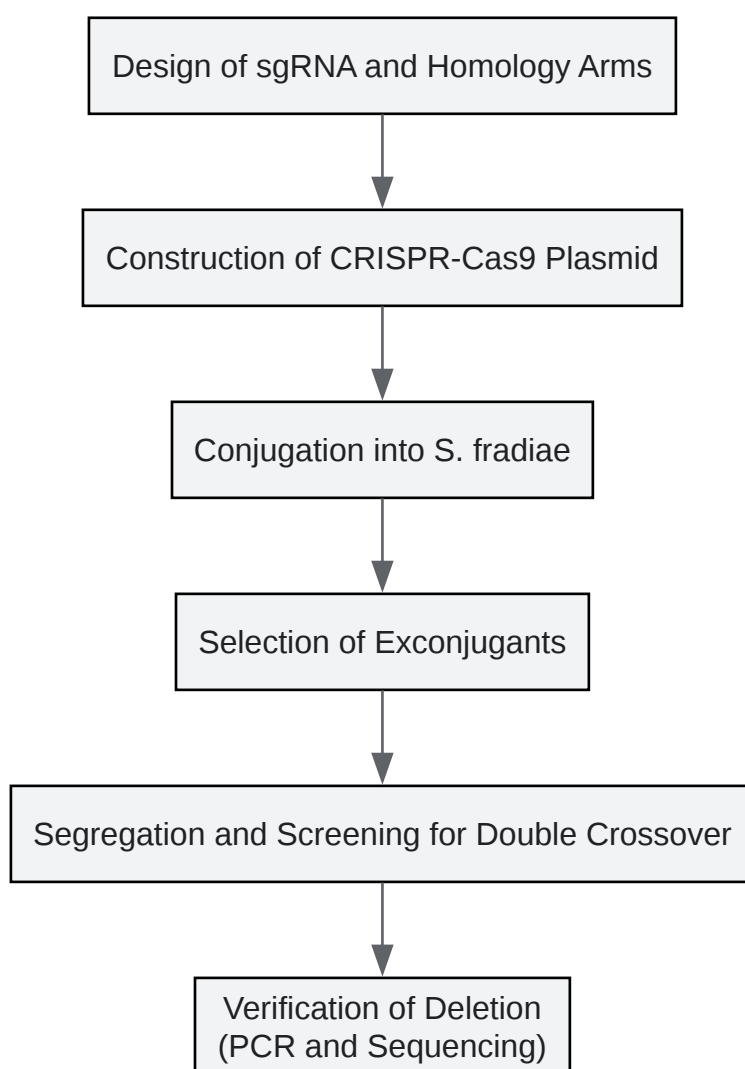 Design of sgRNA and Homology Arms
Construction of CRISPR-Cas9 Plasmid
Conjugation into S. fradiae
Selection of Exconjugants
Segregation and Screening for Double Crossover
Verification of Deletion
(PCR and Sequencing)